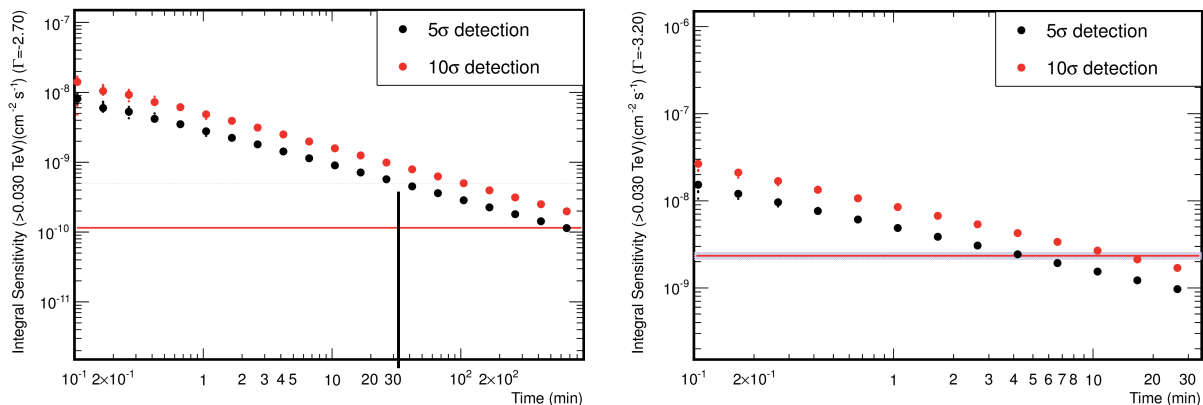 Integral Sensitivity (>0.030 TeV)(cm⁻² s⁻¹) (Γ=-2.70)
10⁻⁷
10⁻⁸
10⁻⁹
10⁻¹⁰
10⁻¹¹
5σ detection
10σ detection
10⁻¹ 2×10⁻¹ 1 2 3 4 5 10 20 30 10² 2×10²
Time (min)
Integral Sensitivity (>0.030 TeV)(cm⁻² s⁻¹) (Γ=-3.20)
10⁻⁶
10⁻⁷
10⁻⁸
10⁻⁹
5σ detection
10σ detection
10⁻¹ 2×10⁻¹ 1 2 3 4 5 6 7 8 10 20 30
Time (min)